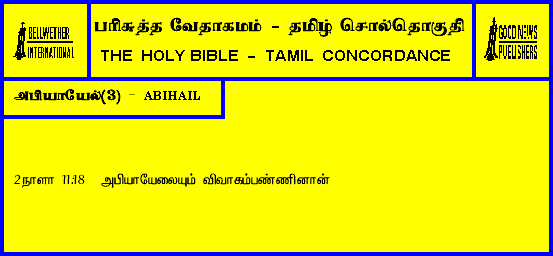 BELLWETHER
INTERNATIONAL
பரிசுத்த வேதாகமம் - தமிழ் சொல்தொகுதி
THE HOLY BIBLE - TAMIL CONCORDANCE
GOOD NEWS
PUBLISHERS
அபியாயேல்(3) - ABIHAIL
2நாளா 11:18 அபியாயேலையும் விவாகம்பண்ணினான்